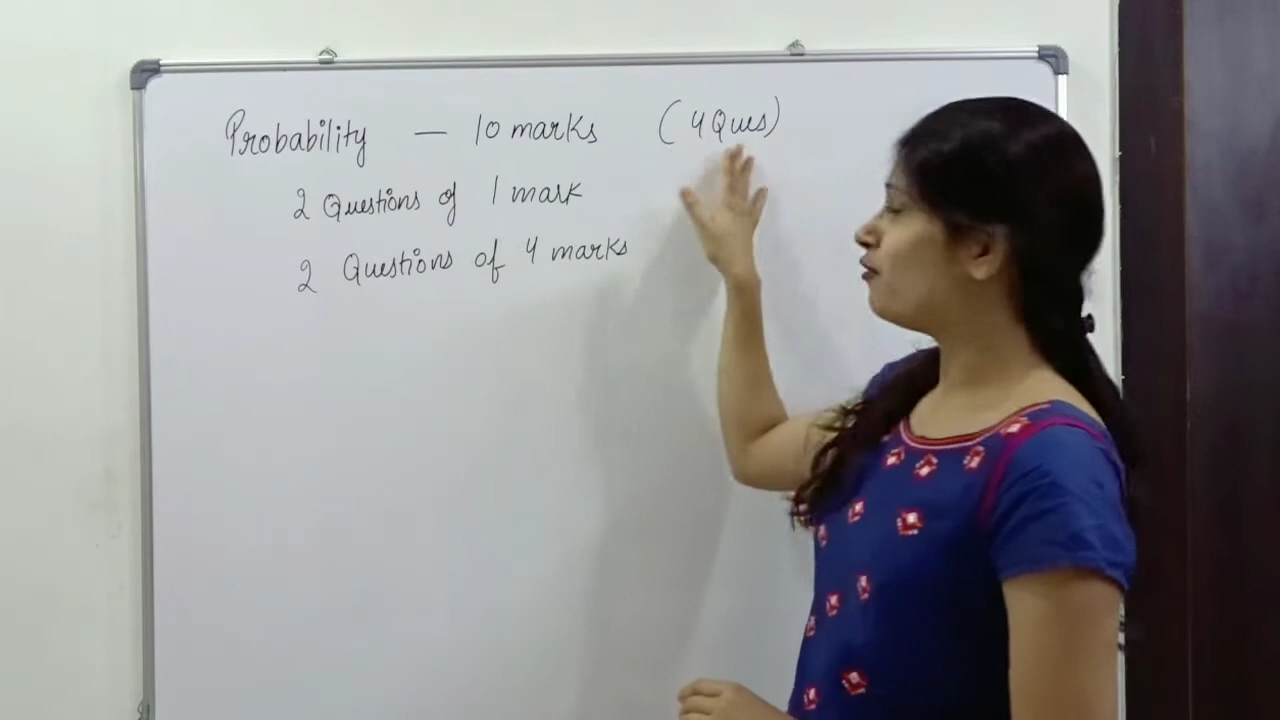 Probability — 10 marks (4 Ques)
2 Questions of 1 mark
2 Questions of 4 marks